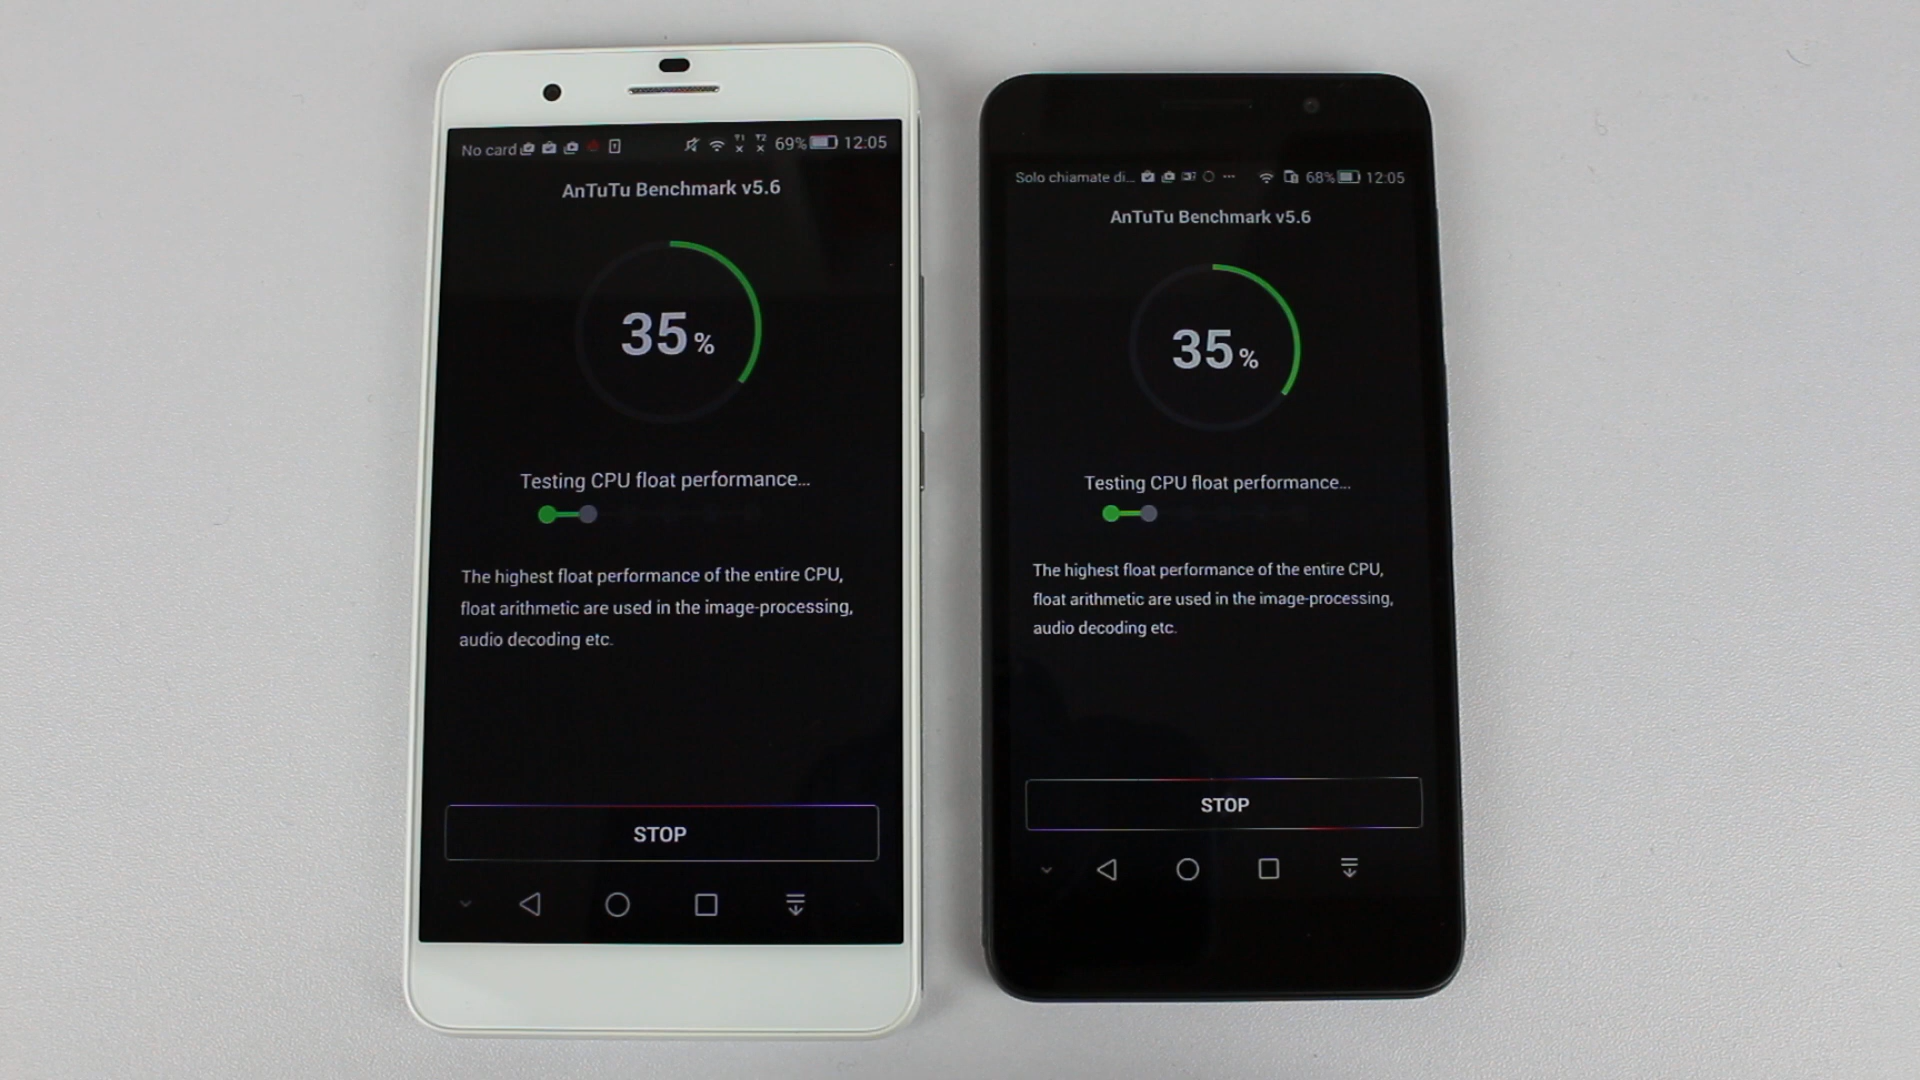 No card 69% 12:05
AnTuTu Benchmark v5.6
35%
Testing CPU float performance...
The highest float performance of the entire CPU,
float arithmetic are used in the image-processing,
audio decoding etc.
STOP
Solo chiamate di... 68% 12:05
AnTuTu Benchmark v5.6
35%
Testing CPU float performance...
The highest float performance of the entire CPU,
float arithmetic are used in the image-processing,
audio decoding etc.
STOP